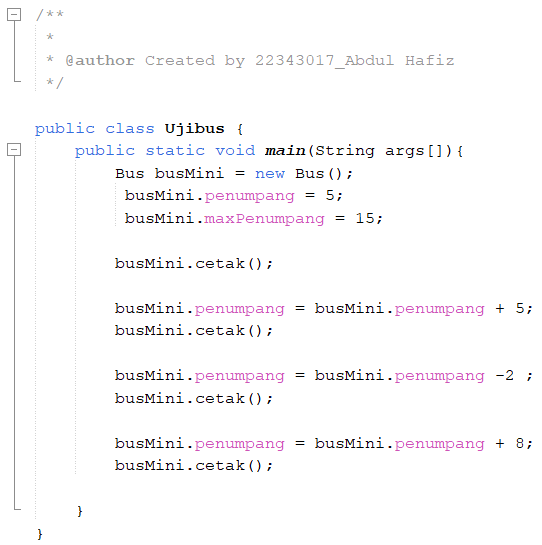 /**
 *
 * @author Created by 22343017_Abdul Hafiz
 */
public class Ujibus {
    public static void main(String args[]){
        Bus busMini = new Bus();
         busMini.penumpang = 5;
         busMini.maxPenumpang = 15;
        busMini.cetak();
        busMini.penumpang = busMini.penumpang + 5;
        busMini.cetak();
        busMini.penumpang = busMini.penumpang -2 ;
        busMini.cetak();
        busMini.penumpang = busMini.penumpang + 8;
        busMini.cetak();
    }
}